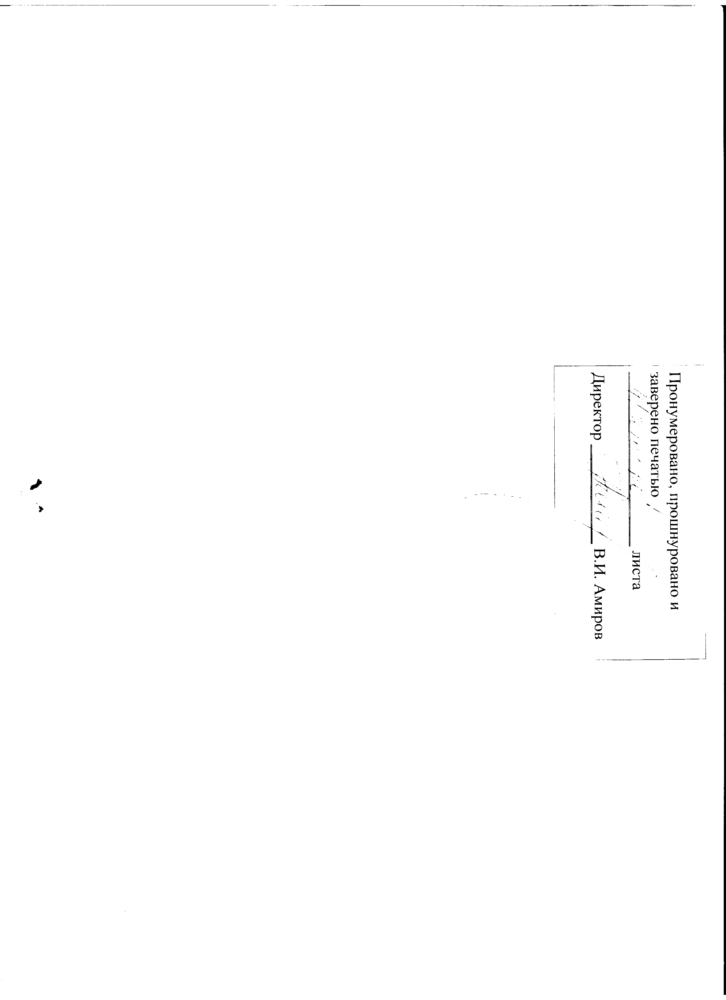 Пронумеровано, прошнуровано и
заверено печатью
листа
Директор В.И. Амиров